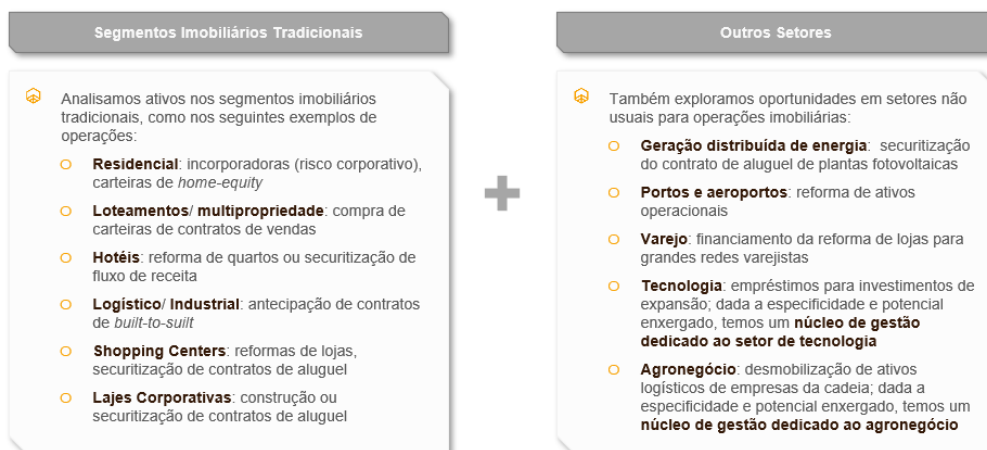 Segmentos Imobiliários Tradicionais
Analisamos ativos nos segmentos imobiliários
tradicionais, como nos seguintes exemplos de
operações:
Residencial: incorporadoras (risco corporativo),
carteiras de home-equity
Loteamentos/ multipropriedade: compra de
carteiras de contratos de vendas
Hotéis: reforma de quartos ou securitização de
fluxo de receita
Logístico/ Industrial: antecipação de contratos
de built-to-suilt
Shopping Centers: reformas de lojas,
securitização de contratos de aluguel
Lajes Corporativas: construção ou
securitização de contratos de aluguel
Outros Setores
Também exploramos oportunidades em setores não
usuais para operações imobiliárias:
Geração distribuída de energia: securitização
do contrato de aluguel de plantas fotovoltaicas
Portos e aeroportos: reforma de ativos
operacionais
Varejo: financiamento da reforma de lojas para
grandes redes varejistas
Tecnologia: empréstimos para investimentos de
expansão; dada a especificidade e potencial
enxergado, temos um núcleo de gestão
dedicado ao setor de tecnologia
Agronegócio: desmobilização de ativos
logísticos de empresas da cadeia; dada a
especificidade e potencial enxergado, temos um
núcleo de gestão dedicado ao agronegócio